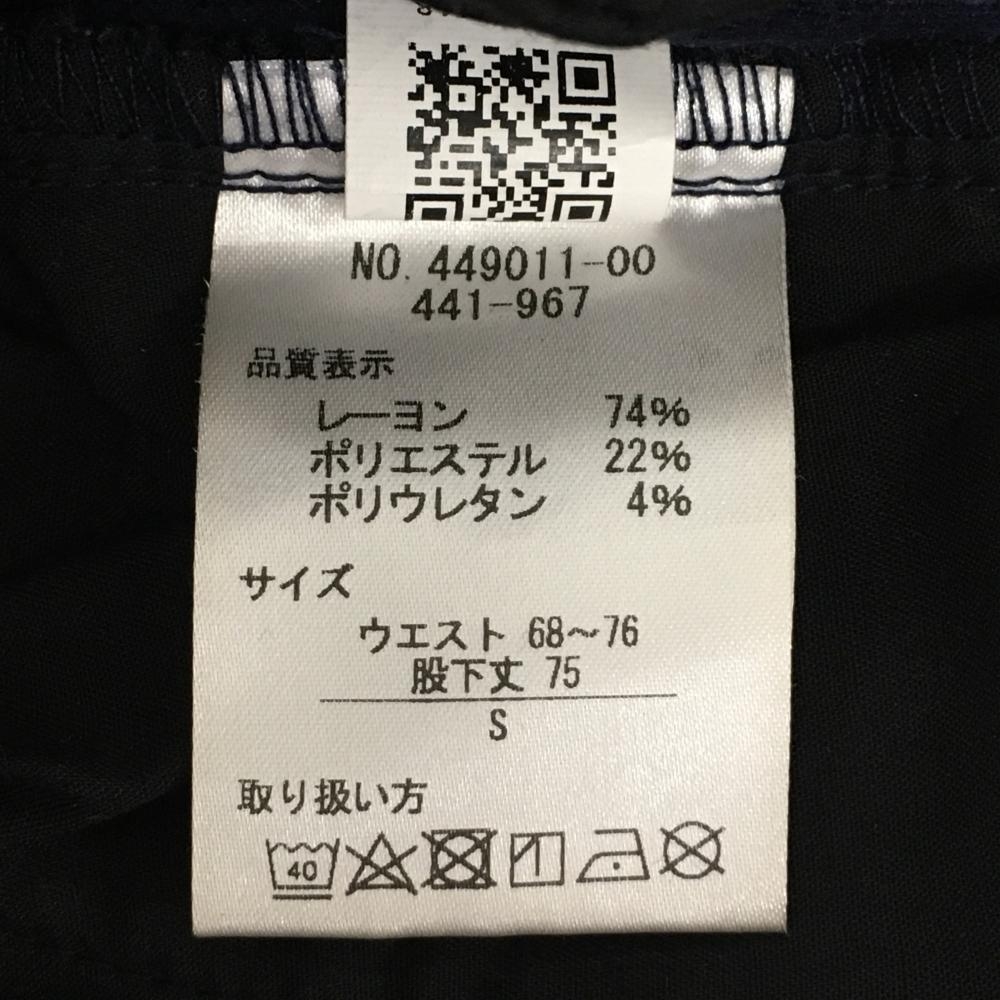 NO. 449011-00
441-967
品質表示
レーヨン 74%
ポリエステル 22%
ポリウレタン 4%
サイズ
ウエスト 68〜76
股下丈 75
S
取り扱い方
40